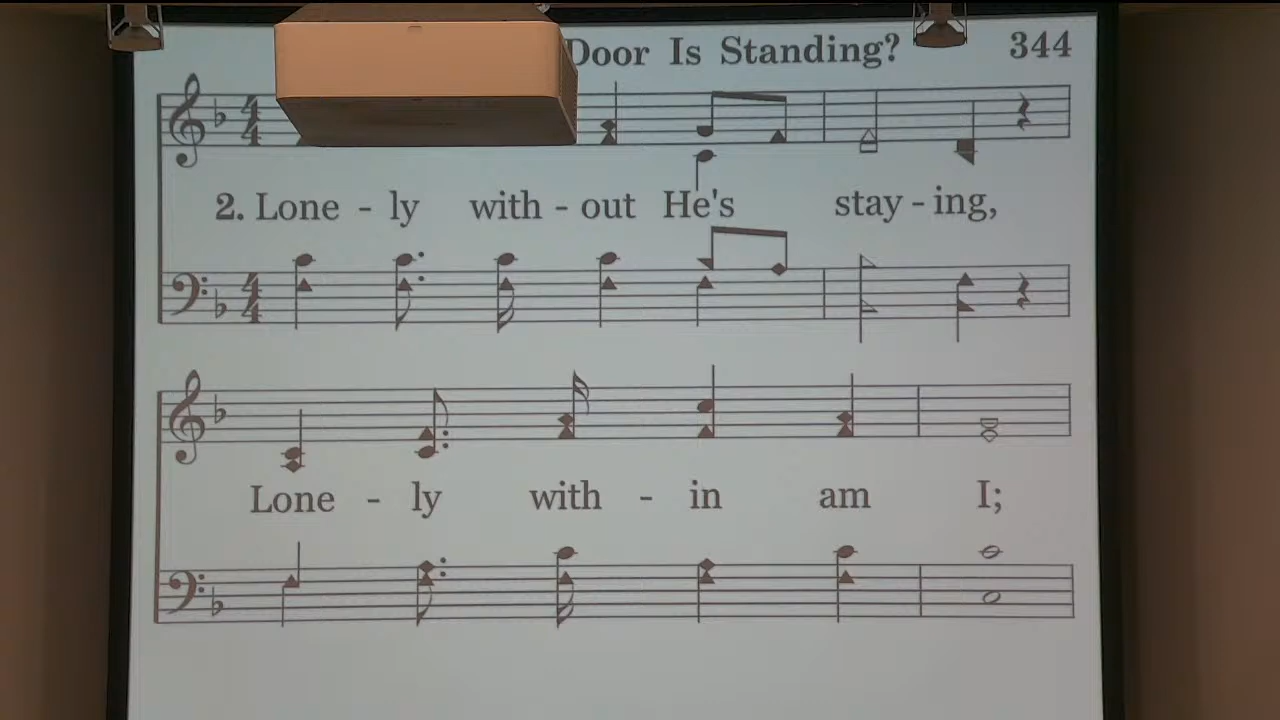 Door Is Standing? 344
2. Lone - ly with - out He's stay - ing,
Lone - ly with - in am I;